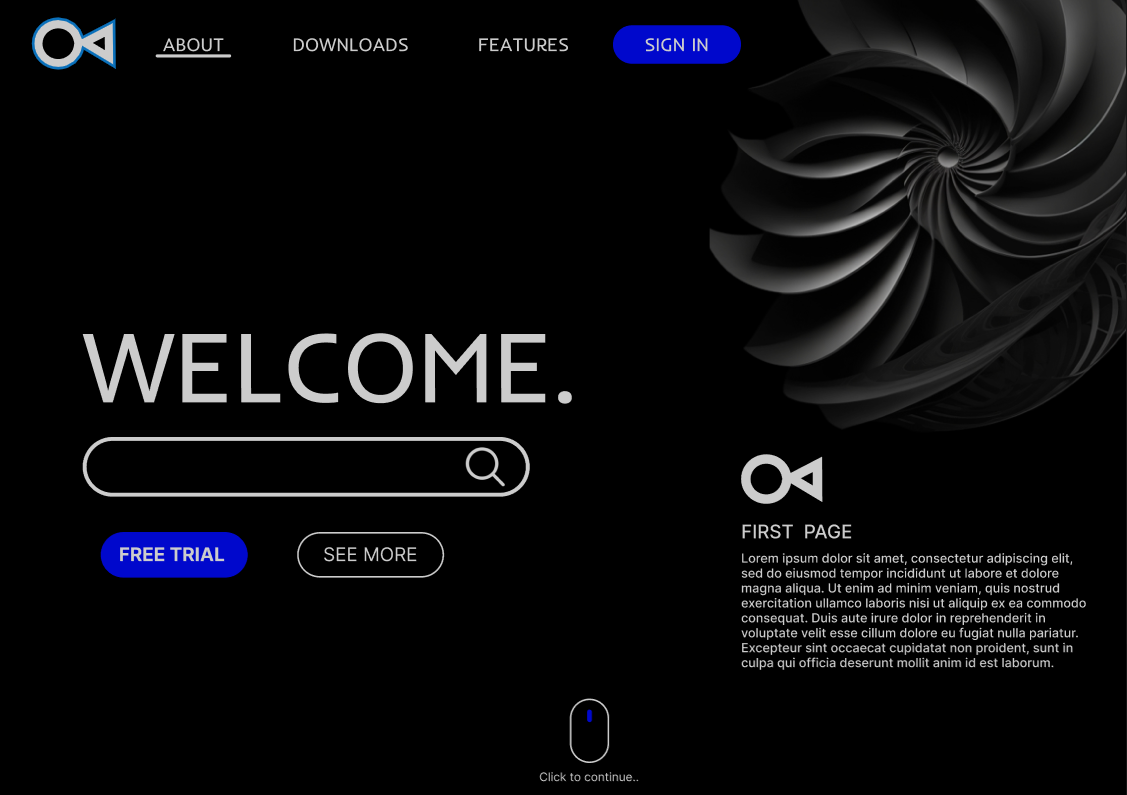 ABOUT DOWNLOADS FEATURES SIGN IN
WELCOME.
FREE TRIAL SEE MORE
FIRST PAGE
Lorem ipsum dolor sit amet, consectetur adipiscing elit,
sed do eiusmod tempor incididunt ut labore et dolore
magna aliqua. Ut enim ad minim veniam, quis nostrud
exercitation ullamco laboris nisi ut aliquip ex ea commodo
consequat. Duis aute irure dolor in reprehenderit in
voluptate velit esse cillum dolore eu fugiat nulla pariatur.
Excepteur sint occaecat cupidatat non proident, sunt in
culpa qui officia deserunt mollit anim id est laborum.
Click to continue..